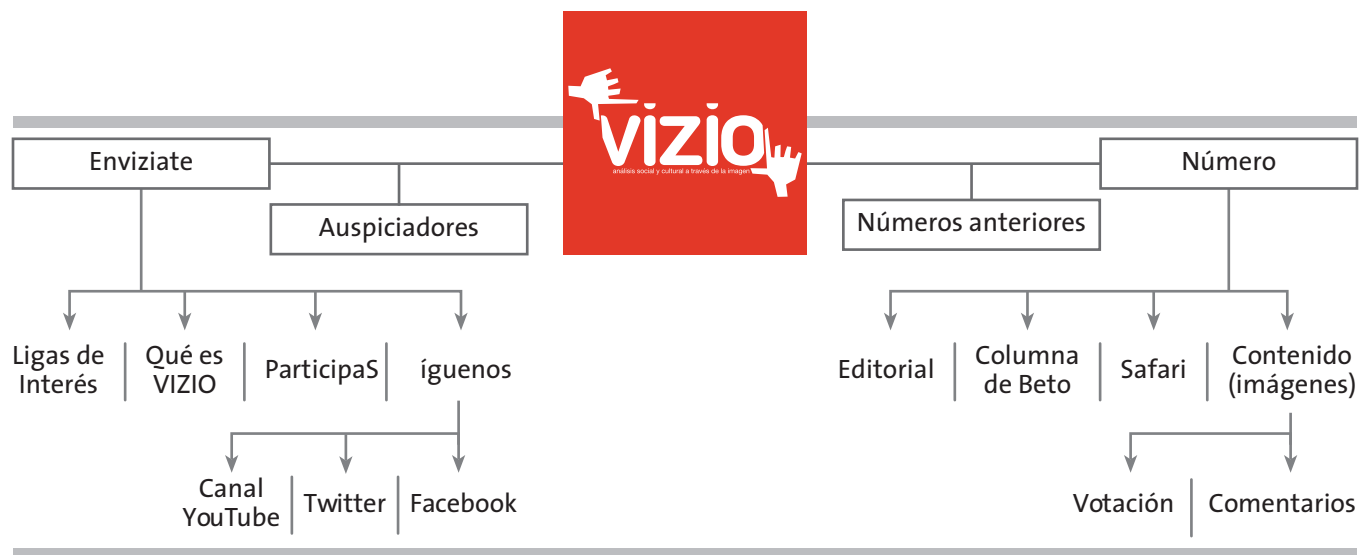 vizio
análisis social y cultural a través de la imagen
Enviziate
Número
Auspiciadores
Números anteriores
Ligas de
Interés
Qué es
VIZIO
ParticipaS
íguenos
Editorial
Columna
de Beto
Safari
Contenido
(imágenes)
Canal
YouTube
Twitter
Facebook
Votación
Comentarios